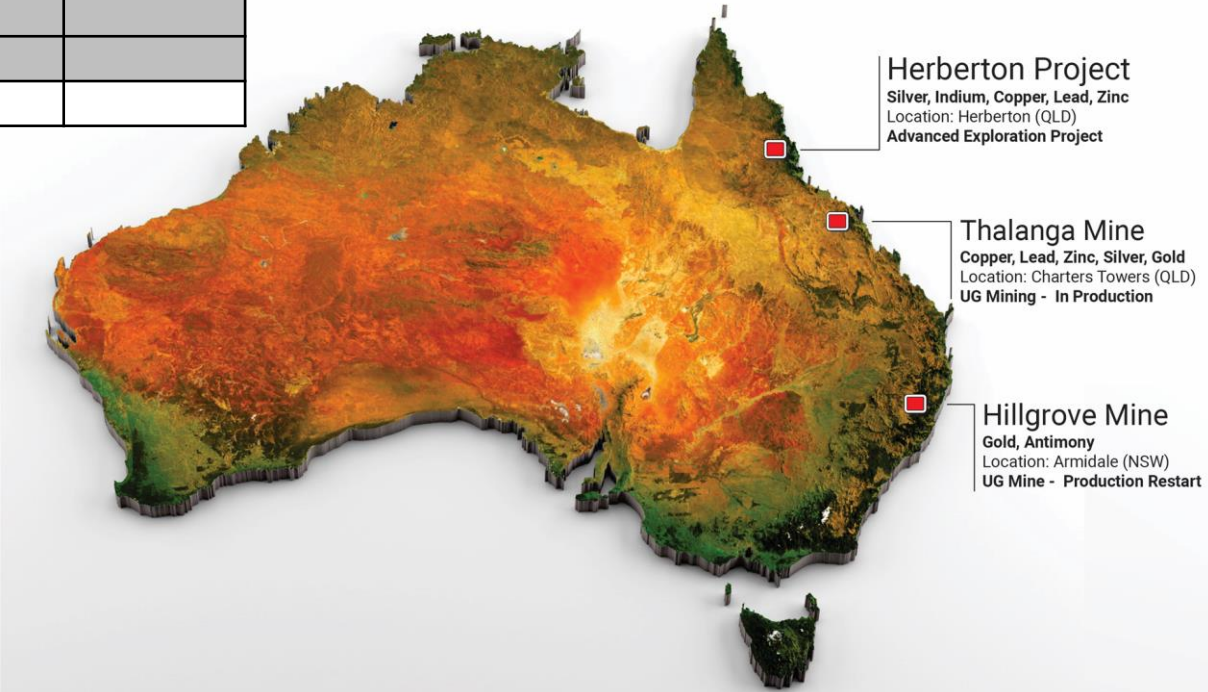 Herberton Project
Silver, Indium, Copper, Lead, Zinc
Location: Herberton (QLD)
Advanced Exploration Project
Thalanga Mine
Copper, Lead, Zinc, Silver, Gold
Location: Charters Towers (QLD)
UG Mining - In Production
Hillgrove Mine
Gold, Antimony
Location: Armidale (NSW)
UG Mine - Production Restart